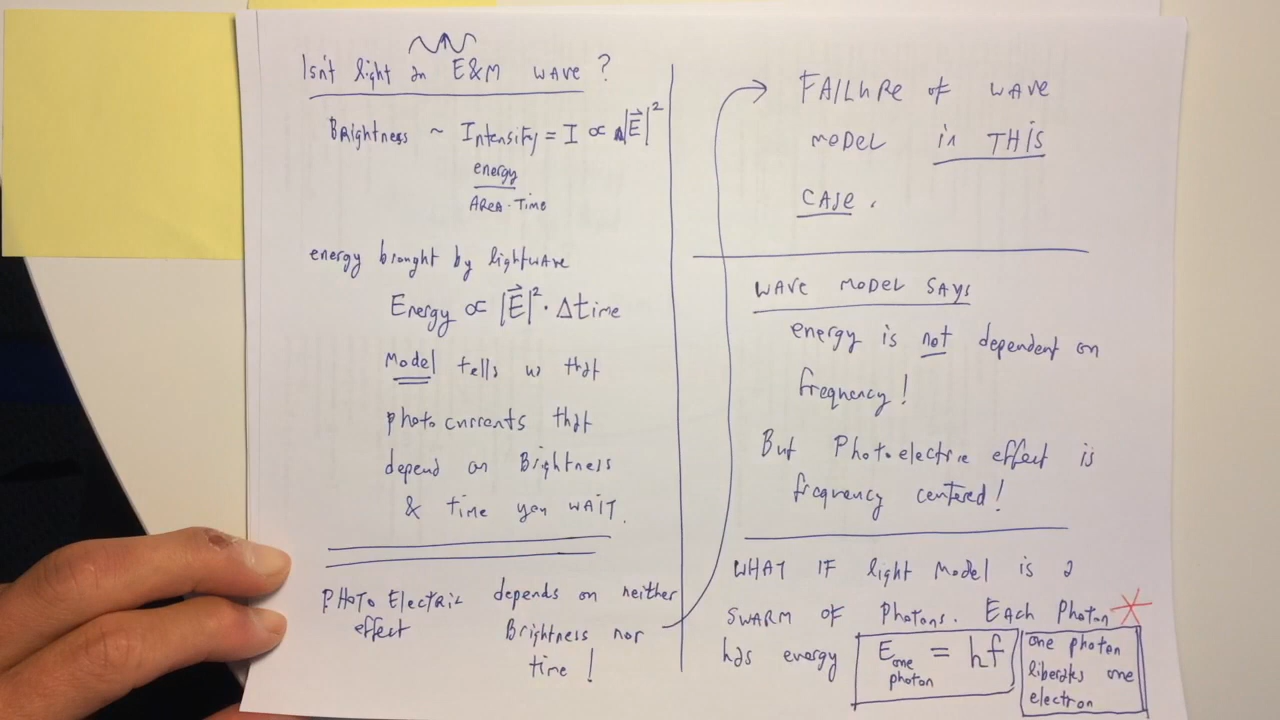 Isn't light an E&M wave?
Brightness ~ Intensity = I ∝ |E⃗|²
energy
Area · Time
energy brought by lightwave
Energy ∝ |E⃗|² · Δtime
Model tells us that
photocurrents that
depend on Brightness
& time you WAIT.
PHOTO Electric depends on neither
effect Brightness nor
time!
FAILURE of wave
model in THIS
CASE.
WAVE MODEL SAYS
energy is not dependent on
frequency!
But Photoelectric effect is
frequency centered!
WHAT IF light Model is a
SWARM OF Photons. Each Photon
has energy E one photon = hf
one photon
liberates one
electron